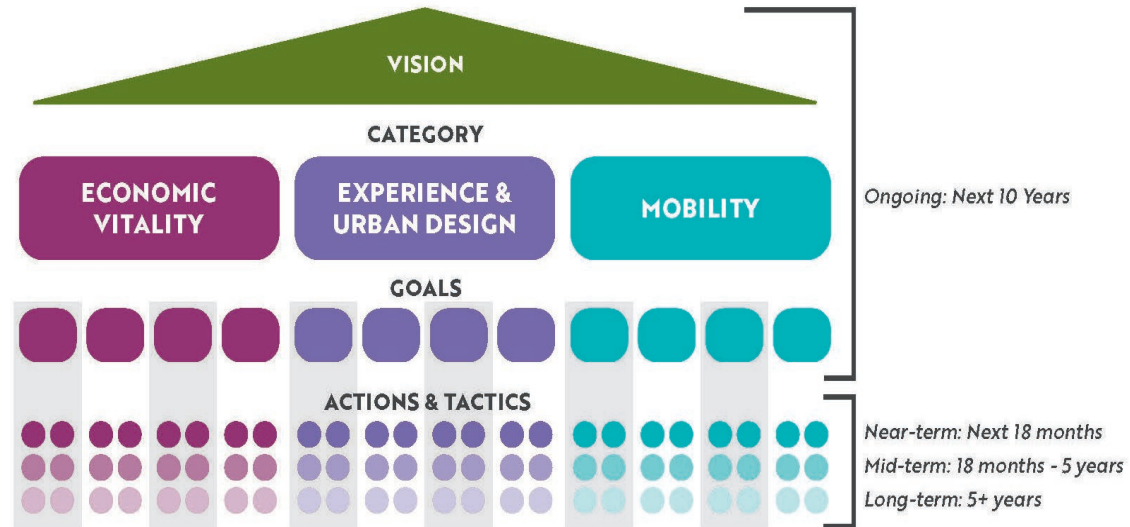 VISION
CATEGORY
ECONOMIC
VITALITY
EXPERIENCE &
URBAN DESIGN
MOBILITY
Ongoing: Next 10 Years
GOALS
ACTIONS & TACTICS
Near-term: Next 18 months
Mid-term: 18 months - 5 years
Long-term: 5+ years